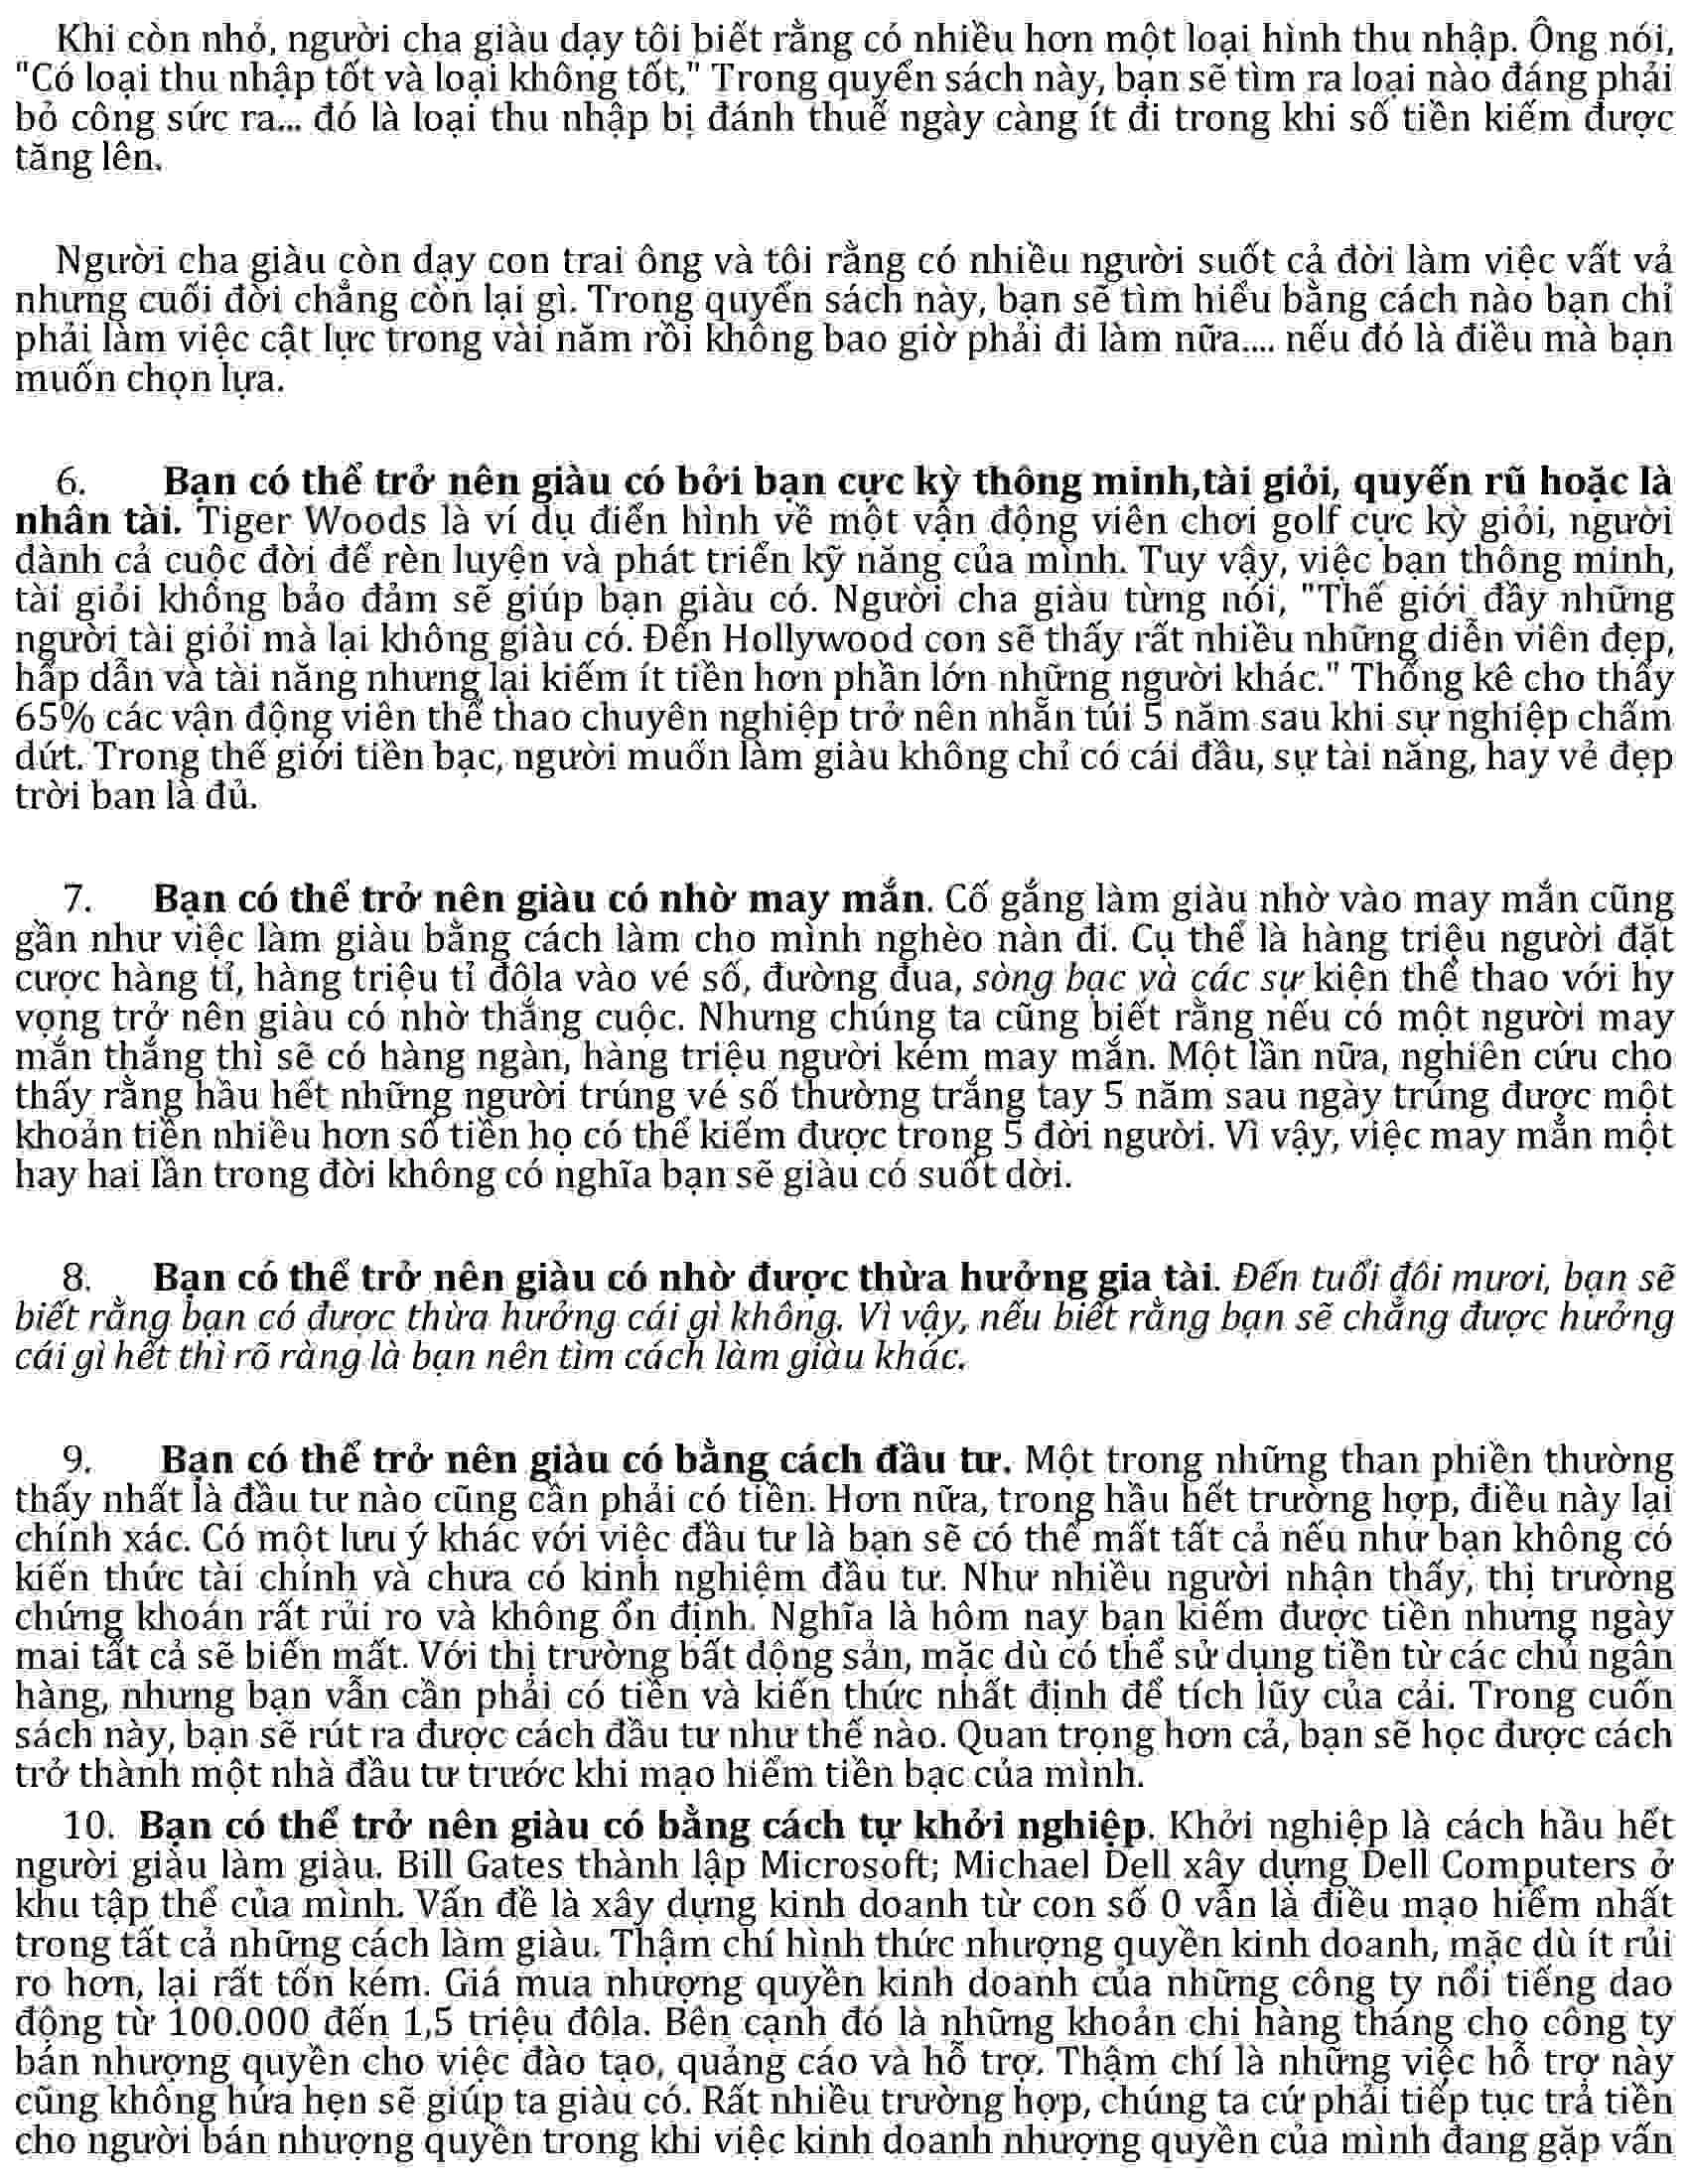 Khi còn nhỏ, người cha giàu dạy tôi biết rằng có nhiều hơn một loại hình thu nhập. Ông nói,
"Có loại thu nhập tốt và loại không tốt," Trong quyển sách này, bạn sẽ tìm ra loại nào đáng phải
bỏ công sức ra... đó là loại thu nhập bị đánh thuế ngày càng ít đi trong khi số tiền kiếm được
tăng lên.
Người cha giàu còn dạy con trai ông và tôi rằng có nhiều người suốt cả đời làm việc vất vả
nhưng cuối đời chẳng còn lại gì. Trong quyển sách này, bạn sẽ tìm hiểu bằng cách nào bạn chỉ
phải làm việc cật lực trong vài năm rồi không bao giờ phải đi làm nữa.... nếu đó là điều mà bạn
muốn chọn lựa.
6. Bạn có thể trở nên giàu có bởi bạn cực kỳ thông minh,tài giỏi, quyến rũ hoặc là
nhân tài. Tiger Woods là ví dụ điển hình về một vận động viên chơi golf cực kỳ giỏi, người
dành cả cuộc đời để rèn luyện và phát triển kỹ năng của mình. Tuy vậy, việc bạn thông minh,
tài giỏi không bảo đảm sẽ giúp bạn giàu có. Người cha giàu từng nói, "Thế giới đầy những
người tài giỏi mà lại không giàu có. Đến Hollywood con sẽ thấy rất nhiều những diễn viên đẹp,
hấp dẫn và tài năng nhưng lại kiếm ít tiền hơn phần lớn những người khác." Thống kê cho thấy
65% các vận động viên thể thao chuyên nghiệp trở nên nhẵn túi 5 năm sau khi sự nghiệp chấm
dứt. Trong thế giới tiền bạc, người muốn làm giàu không chỉ có cái đầu, sự tài năng, hay vẻ đẹp
trời ban là đủ.
7. Bạn có thể trở nên giàu có nhờ may mắn. Cố gắng làm giàu nhờ vào may mắn cũng
gần như việc làm giàu bằng cách làm cho mình nghèo nàn đi. Cụ thể là hàng triệu người đặt
cược hàng tỉ, hàng triệu tỉ đôla vào vé số, đường đua, sòng bạc và các sự kiện thể thao với hy
vọng trở nên giàu có nhờ thắng cuộc. Nhưng chúng ta cũng biết rằng nếu có một người may
mắn thắng thì sẽ có hàng ngàn, hàng triệu người kém may mắn. Một lần nữa, nghiên cứu cho
thấy rằng hầu hết những người trúng vé số thường trắng tay 5 năm sau ngày trúng được một
khoản tiền nhiều hơn số tiền họ có thể kiếm được trong 5 đời người. Vì vậy, việc may mắn một
hay hai lần trong đời không có nghĩa bạn sẽ giàu có suốt dời.
8. Bạn có thể trở nên giàu có nhờ được thừa hưởng gia tài. Đến tuổi đôi mươi, bạn sẽ
biết rằng bạn có được thừa hưởng cái gì không. Vì vậy, nếu biết rằng bạn sẽ chẳng được hưởng
cái gì hết thì rõ ràng là bạn nên tìm cách làm giàu khác.
9. Bạn có thể trở nên giàu có bằng cách đầu tư. Một trong những than phiền thường
thấy nhất là đầu tư nào cũng cần phải có tiền. Hơn nữa, trong hầu hết trường hợp, điều này lại
chính xác. Có một lưu ý khác với việc đầu tư là bạn sẽ có thể mất tất cả nếu như bạn không có
kiến thức tài chính và chưa có kinh nghiệm đầu tư. Như nhiều người nhận thấy, thị trường
chứng khoán rất rủi ro và không ổn định. Nghĩa là hôm nay bạn kiếm được tiền nhưng ngày
mai tất cả sẽ biến mất. Với thị trường bất động sản, mặc dù có thể sử dụng tiền từ các chủ ngân
hàng, nhưng bạn vẫn cần phải có tiền và kiến thức nhất định để tích lũy của cải. Trong cuốn
sách này, bạn sẽ rút ra được cách đầu tư như thế nào. Quan trọng hơn cả, bạn sẽ học được cách
trở thành một nhà đầu tư trước khi mạo hiểm tiền bạc của mình.
10. Bạn có thể trở nên giàu có bằng cách tự khởi nghiệp. Khởi nghiệp là cách hầu hết
người giàu làm giàu. Bill Gates thành lập Microsoft; Michael Dell xây dựng Dell Computers ở
khu tập thể của mình. Vấn đề là xây dựng kinh doanh từ con số 0 vẫn là điều mạo hiểm nhất
trong tất cả những cách làm giàu. Thậm chí hình thức nhượng quyền kinh doanh, mặc dù ít rủi
ro hơn, lại rất tốn kém. Giá mua nhượng quyền kinh doanh của những công ty nổi tiếng dao
động từ 100.000 đến 1,5 triệu đôla. Bên cạnh đó là những khoản chi hàng tháng cho công ty
bán nhượng quyền cho việc đào tạo, quảng cáo và hỗ trợ. Thậm chí là những việc hỗ trợ này
cũng không hứa hẹn sẽ giúp ta giàu có. Rất nhiều trường hợp, chúng ta cứ phải tiếp tục trả tiền
cho người bán nhượng quyền trong khi việc kinh doanh nhượng quyền của mình đang gặp vấn